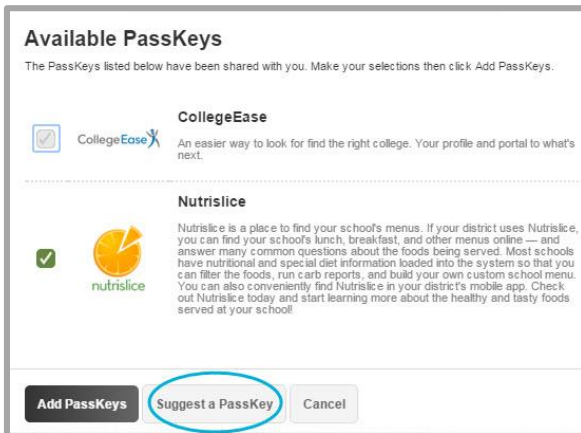 Available PassKeys
The PassKeys listed below have been shared with you. Make your selections then click Add PassKeys.
CollegeEase
CollegeEase
An easier way to look for find the right college. Your profile and portal to what's
next.
Nutrislice
Nutrislice is a place to find your school's menus. If your district uses Nutrislice,
you can find your school's lunch, breakfast, and other menus online — and
answer many common questions about the foods being served. Most schools
have nutritional and special diet information loaded into the system so that you
can filter the foods, run carb reports, and build your own custom school menu.
You can also conveniently find Nutrislice in your district's mobile app. Check
out Nutrislice today and start learning more about the healthy and tasty foods
served at your school!
nutrislice
Add PassKeys Suggest a PassKey Cancel